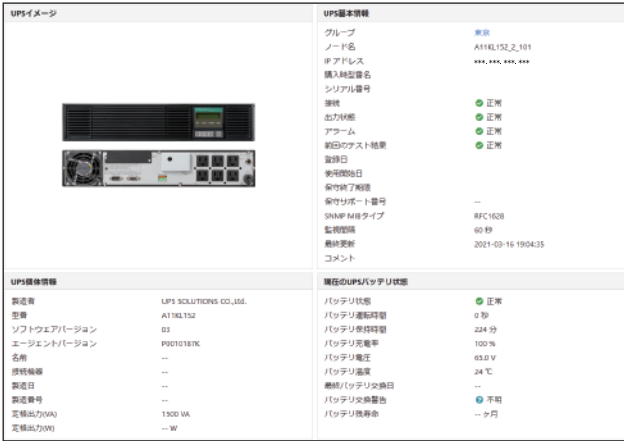 UPSイメージ
UPS基本情報
グループ 東京
ノード名 A11KL152_2_101
IP アドレス ***.***.***.***
購入時型番名
シリアル番号
接続 正常
出力状態 正常
アラーム 正常
前回のテスト結果 正常
登録日
使用開始日
保守終了期限
保守サポート番号 --
SNMP MIBタイプ RFC1628
監視間隔 60 秒
最終更新 2021-03-16 19:04:35
コメント
UPS個体情報
製造者 UPS SOLUTIONS CO.,Ltd.
型番 A11KL152
ソフトウェアバージョン 03
エージェントバージョン P0010187K
名前 --
接続機器 --
製造日 --
製造番号 --
定格出力(VA) 1500 VA
定格出力(W) -- W
現在のUPSバッテリ状態
バッテリ状態 正常
バッテリ運転時間 0 秒
バッテリ保持時間 224 分
バッテリ充電率 100 %
バッテリ電圧 65.0 V
バッテリ温度 24 ℃
最終バッテリ交換日 --
バッテリ交換警告 不明
バッテリ残寿命 -- ヶ月